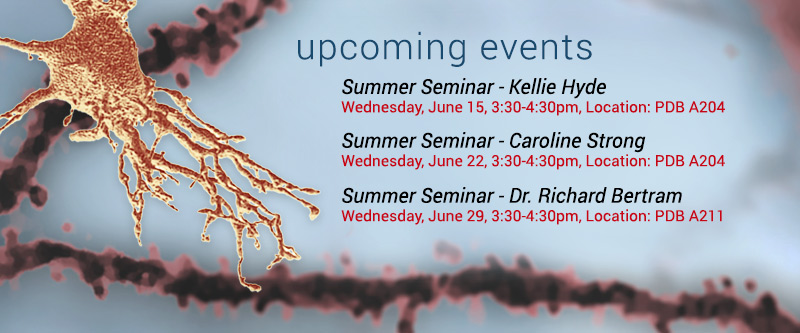 upcoming events
Summer Seminar - Kellie Hyde
Wednesday, June 15, 3:30-4:30pm, Location: PDB A204
Summer Seminar - Caroline Strong
Wednesday, June 22, 3:30-4:30pm, Location: PDB A204
Summer Seminar - Dr. Richard Bertram
Wednesday, June 29, 3:30-4:30pm, Location: PDB A211